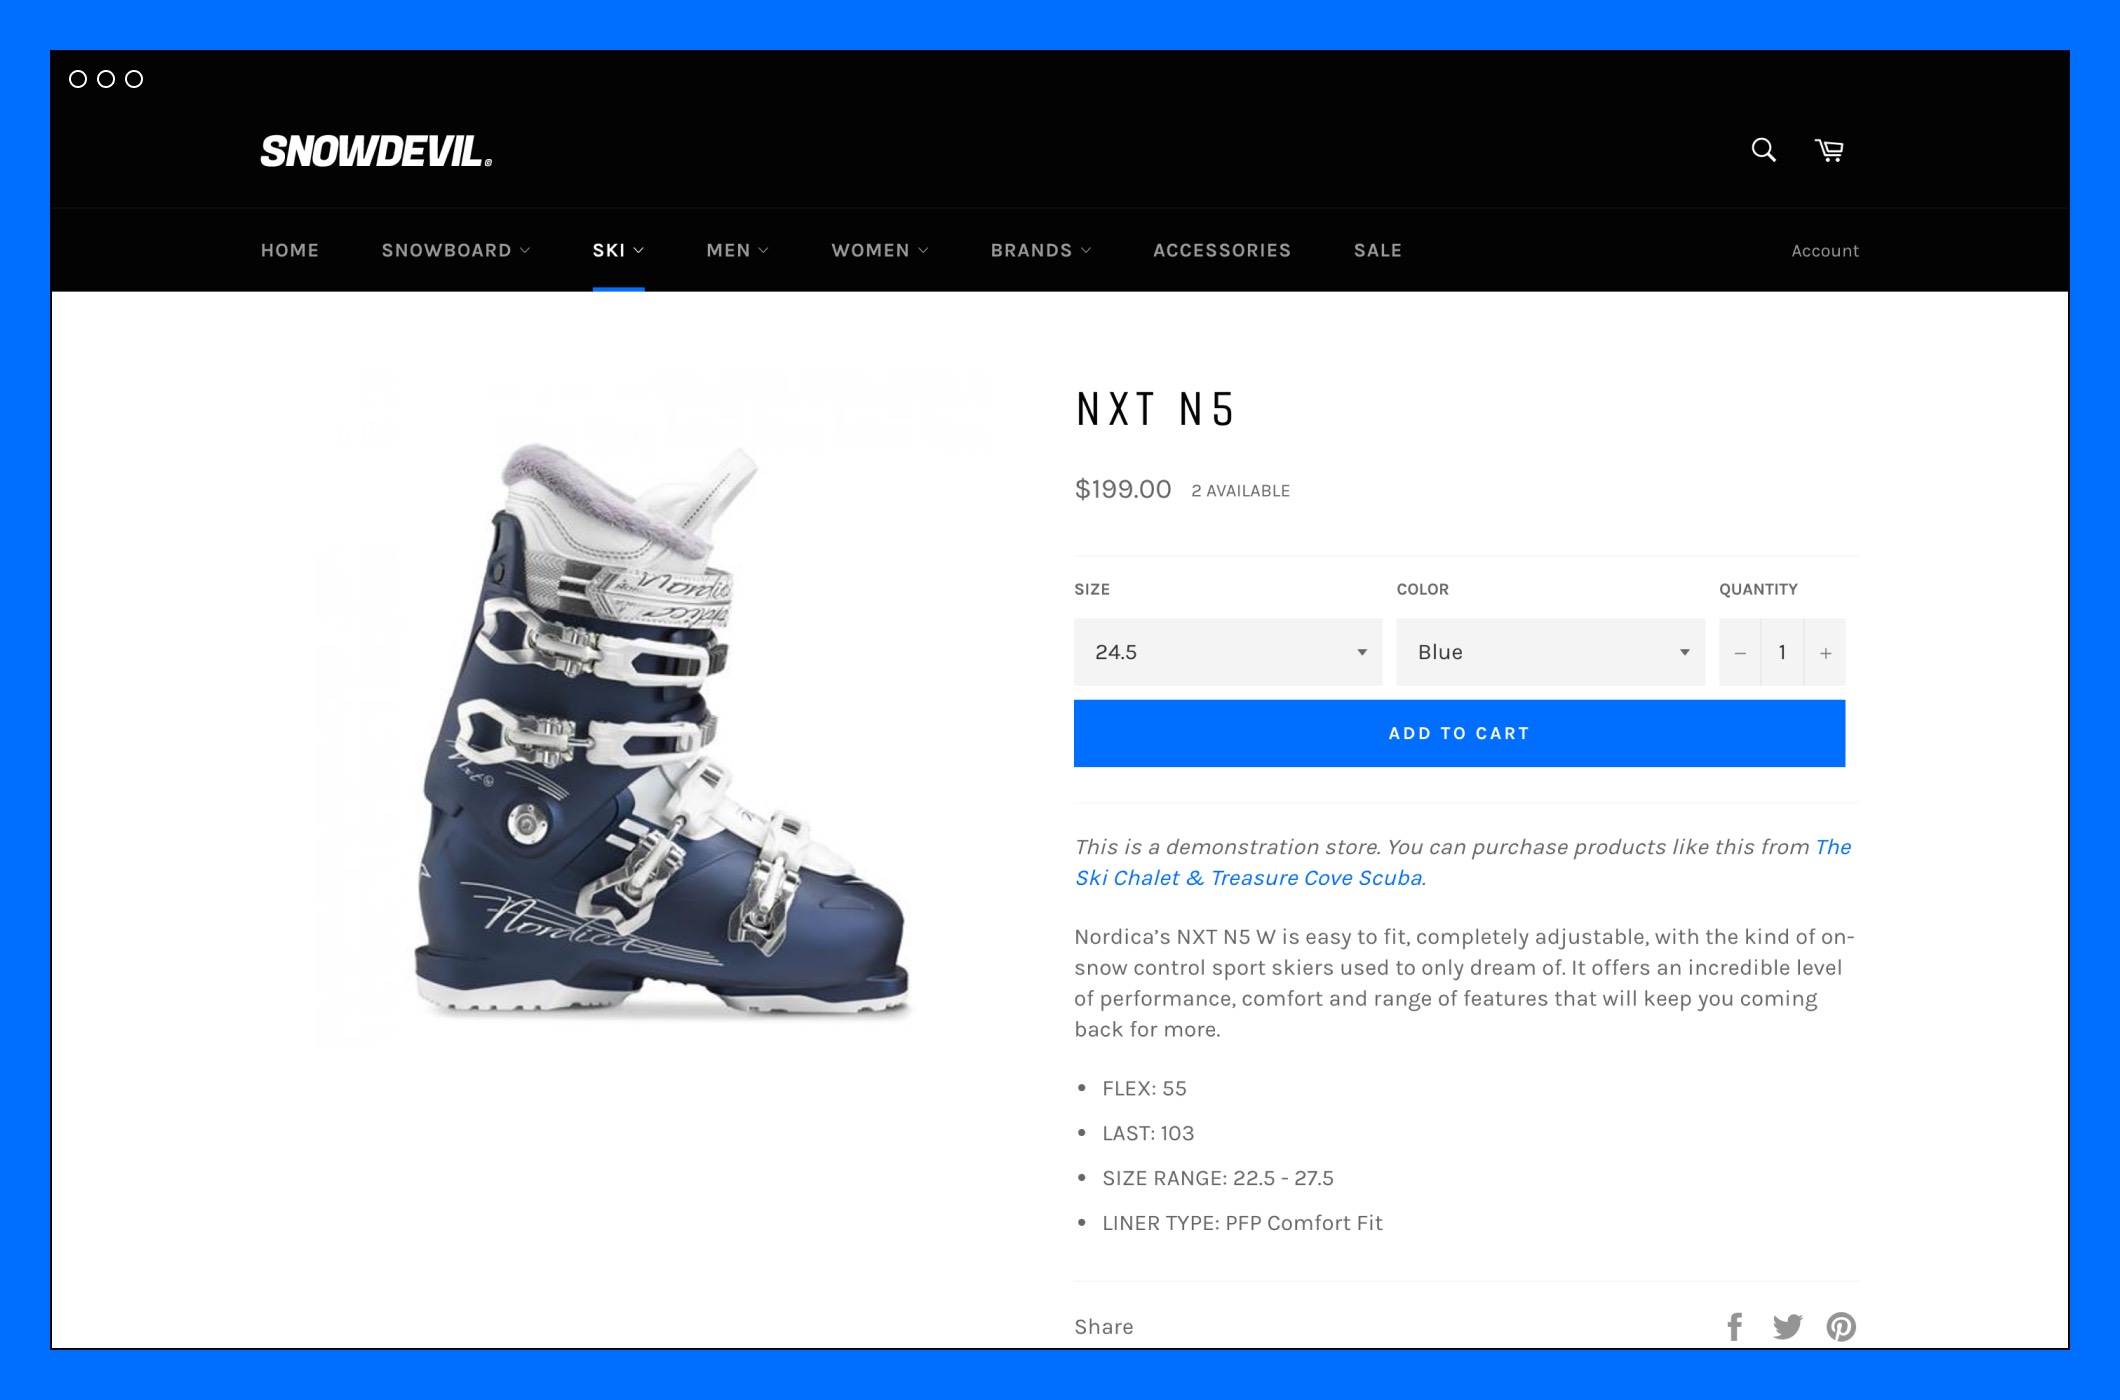 SNOWDEVIL®
HOME SNOWBOARD SKI MEN WOMEN BRANDS ACCESSORIES SALE Account
NXT N5
$199.00 2 AVAILABLE
SIZE COLOR QUANTITY
24.5 Blue − 1 +
ADD TO CART
This is a demonstration store. You can purchase products like this from The
Ski Chalet & Treasure Cove Scuba.
Nordica’s NXT N5 W is easy to fit, completely adjustable, with the kind of on-
snow control sport skiers used to only dream of. It offers an incredible level
of performance, comfort and range of features that will keep you coming
back for more.
• FLEX: 55
• LAST: 103
• SIZE RANGE: 22.5 - 27.5
• LINER TYPE: PFP Comfort Fit
Share
Nordica
Nordica
Nxt
Nordica